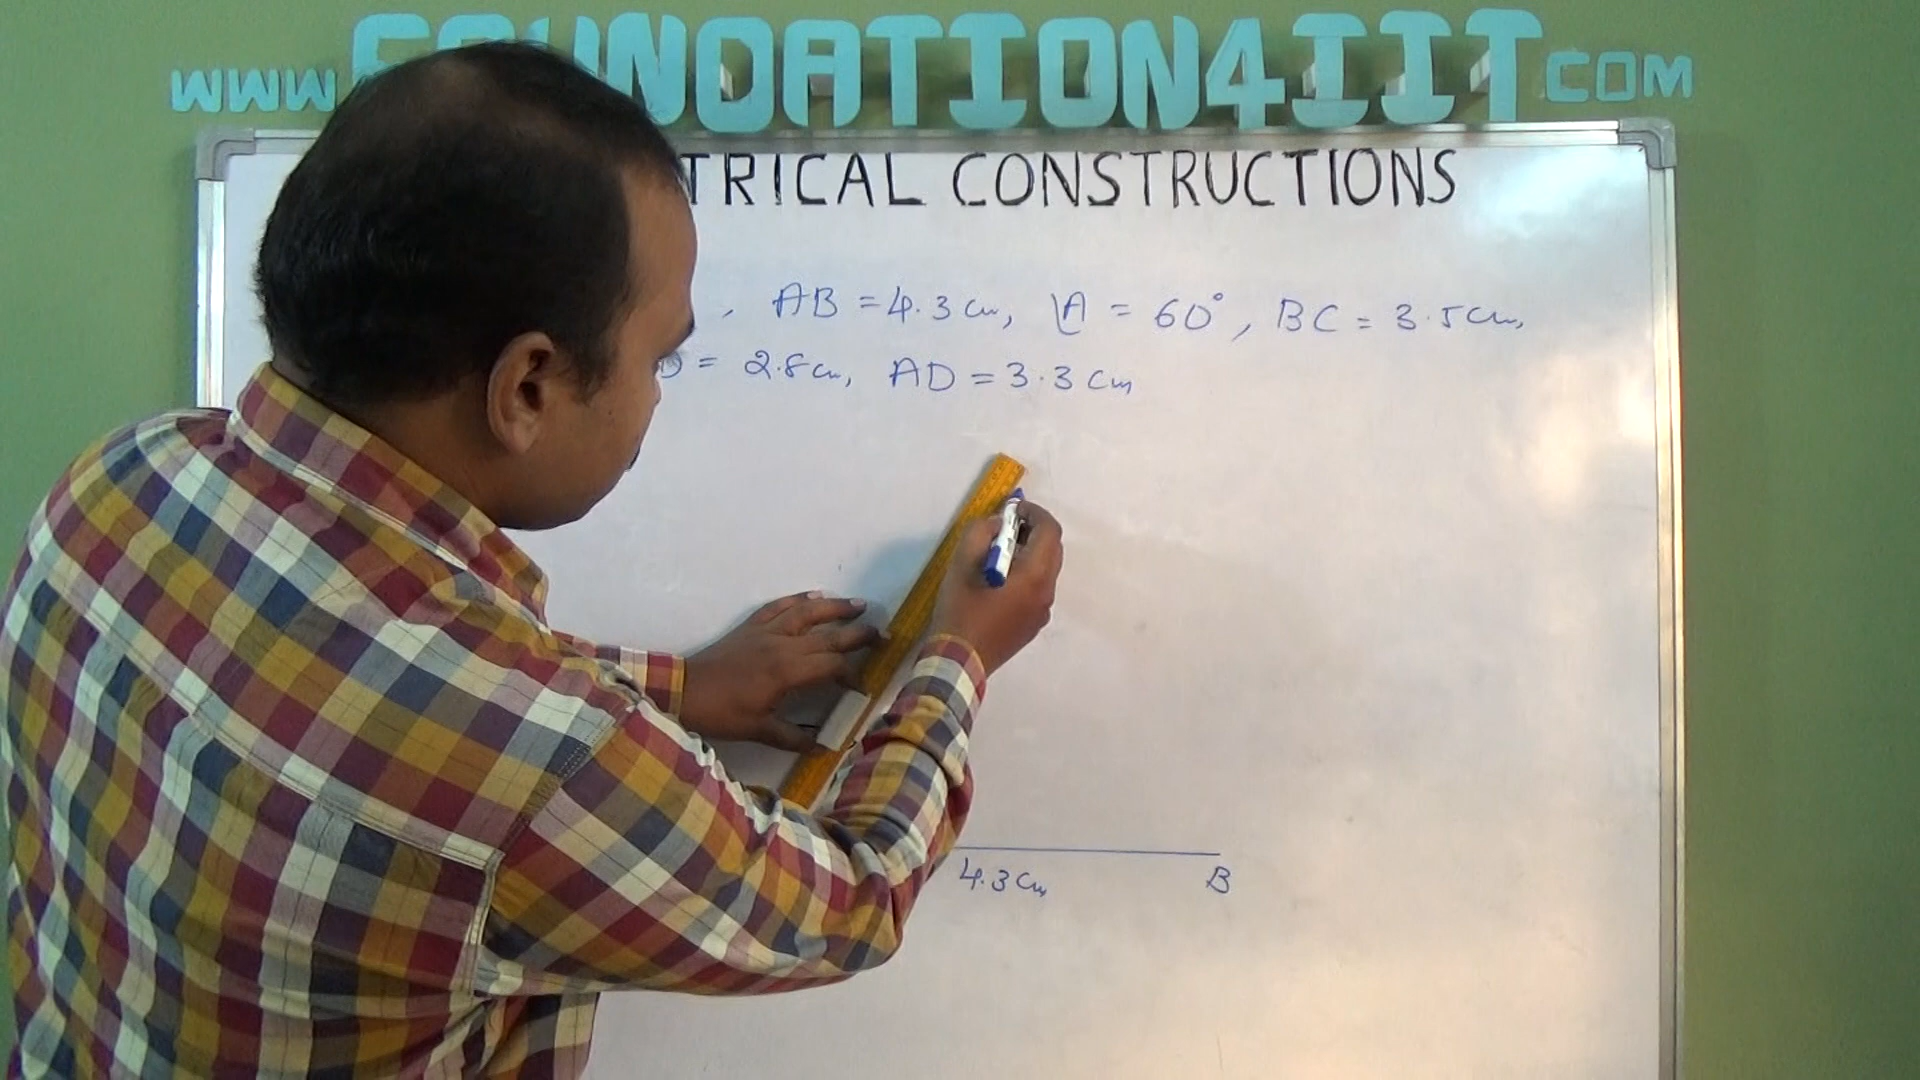 WWW. FOUNDATION4IIT.COM
TRICAL CONSTRUCTIONS
, AB = 4.3 cm, ∠A = 60°, BC = 3.5 cm,
D = 2.8 cm, AD = 3.3 cm
4.3 cm
B